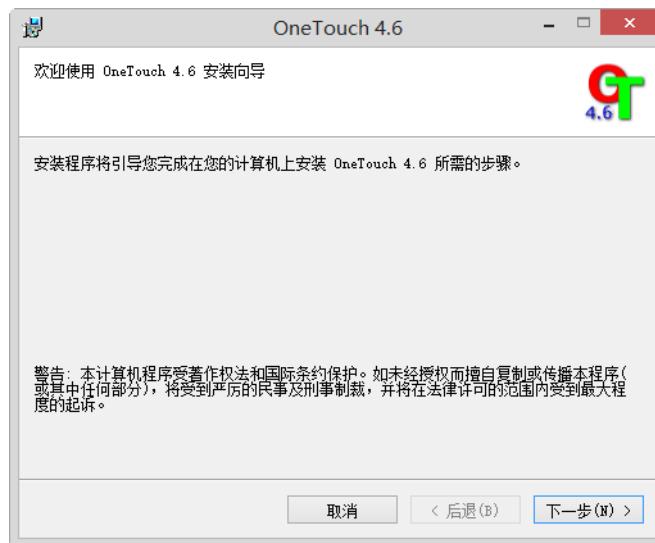 OneTouch 4.6
欢迎使用 OneTouch 4.6 安装向导
OT
4.6
安装程序将引导您完成在您的计算机上安装 OneTouch 4.6 所需的步骤。
警告: 本计算机程序受著作权法和国际条约保护。如未经授权而擅自复制或传播本程序(
或其中任何部分)，将受到严厉的民事及刑事制裁，并将在法律许可的范围内受到最大程
度的起诉。
取消
< 后退(B)
下一步(N) >